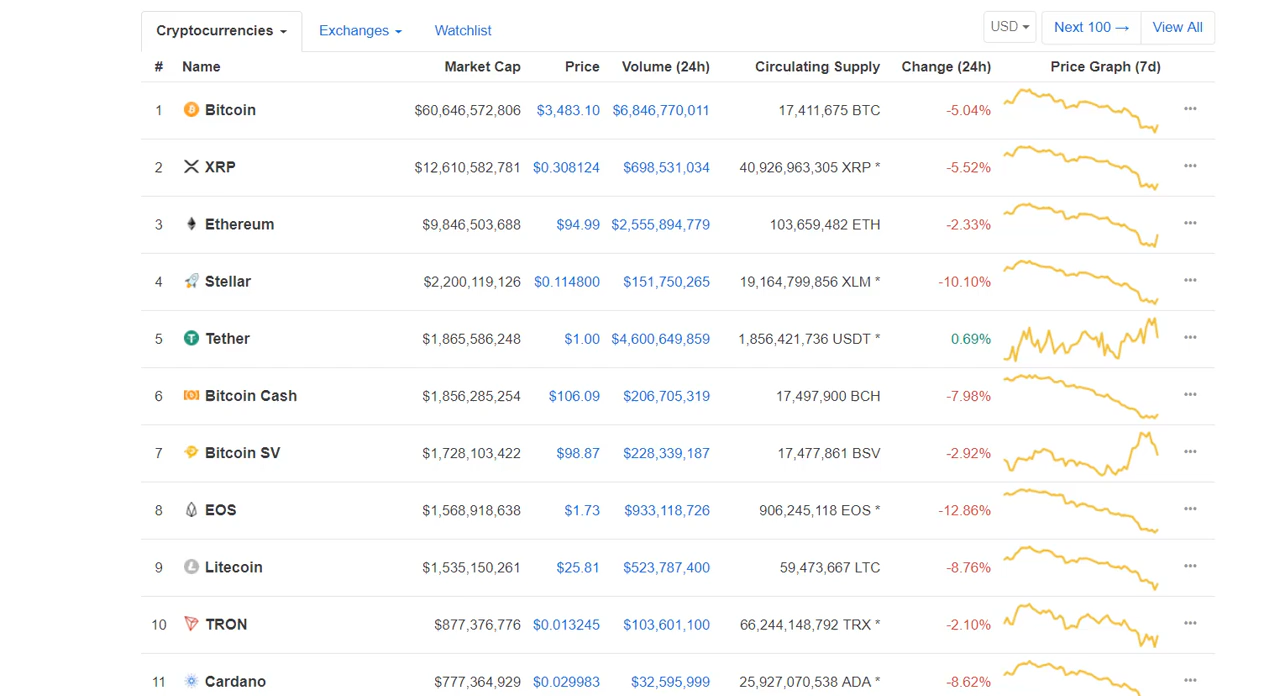 Cryptocurrencies Exchanges Watchlist USD Next 100 → View All
# Name Market Cap Price Volume (24h) Circulating Supply Change (24h) Price Graph (7d)
1 Bitcoin $60,646,572,806 $3,483.10 $6,846,770,011 17,411,675 BTC -5.04%
2 XRP $12,610,582,781 $0.308124 $698,531,034 40,926,963,305 XRP * -5.52%
3 Ethereum $9,846,503,688 $94.99 $2,555,894,779 103,659,482 ETH -2.33%
4 Stellar $2,200,119,126 $0.114800 $151,750,265 19,164,799,856 XLM * -10.10%
5 Tether $1,865,586,248 $1.00 $4,600,649,859 1,856,421,736 USDT * 0.69%
6 Bitcoin Cash $1,856,285,254 $106.09 $206,705,319 17,497,900 BCH -7.98%
7 Bitcoin SV $1,728,103,422 $98.87 $228,339,187 17,477,861 BSV -2.92%
8 EOS $1,568,918,638 $1.73 $933,118,726 906,245,118 EOS * -12.86%
9 Litecoin $1,535,150,261 $25.81 $523,787,400 59,473,667 LTC -8.76%
10 TRON $877,376,776 $0.013245 $103,601,100 66,244,148,792 TRX * -2.10%
11 Cardano $777,364,929 $0.029983 $32,595,999 25,927,070,538 ADA * -8.62%